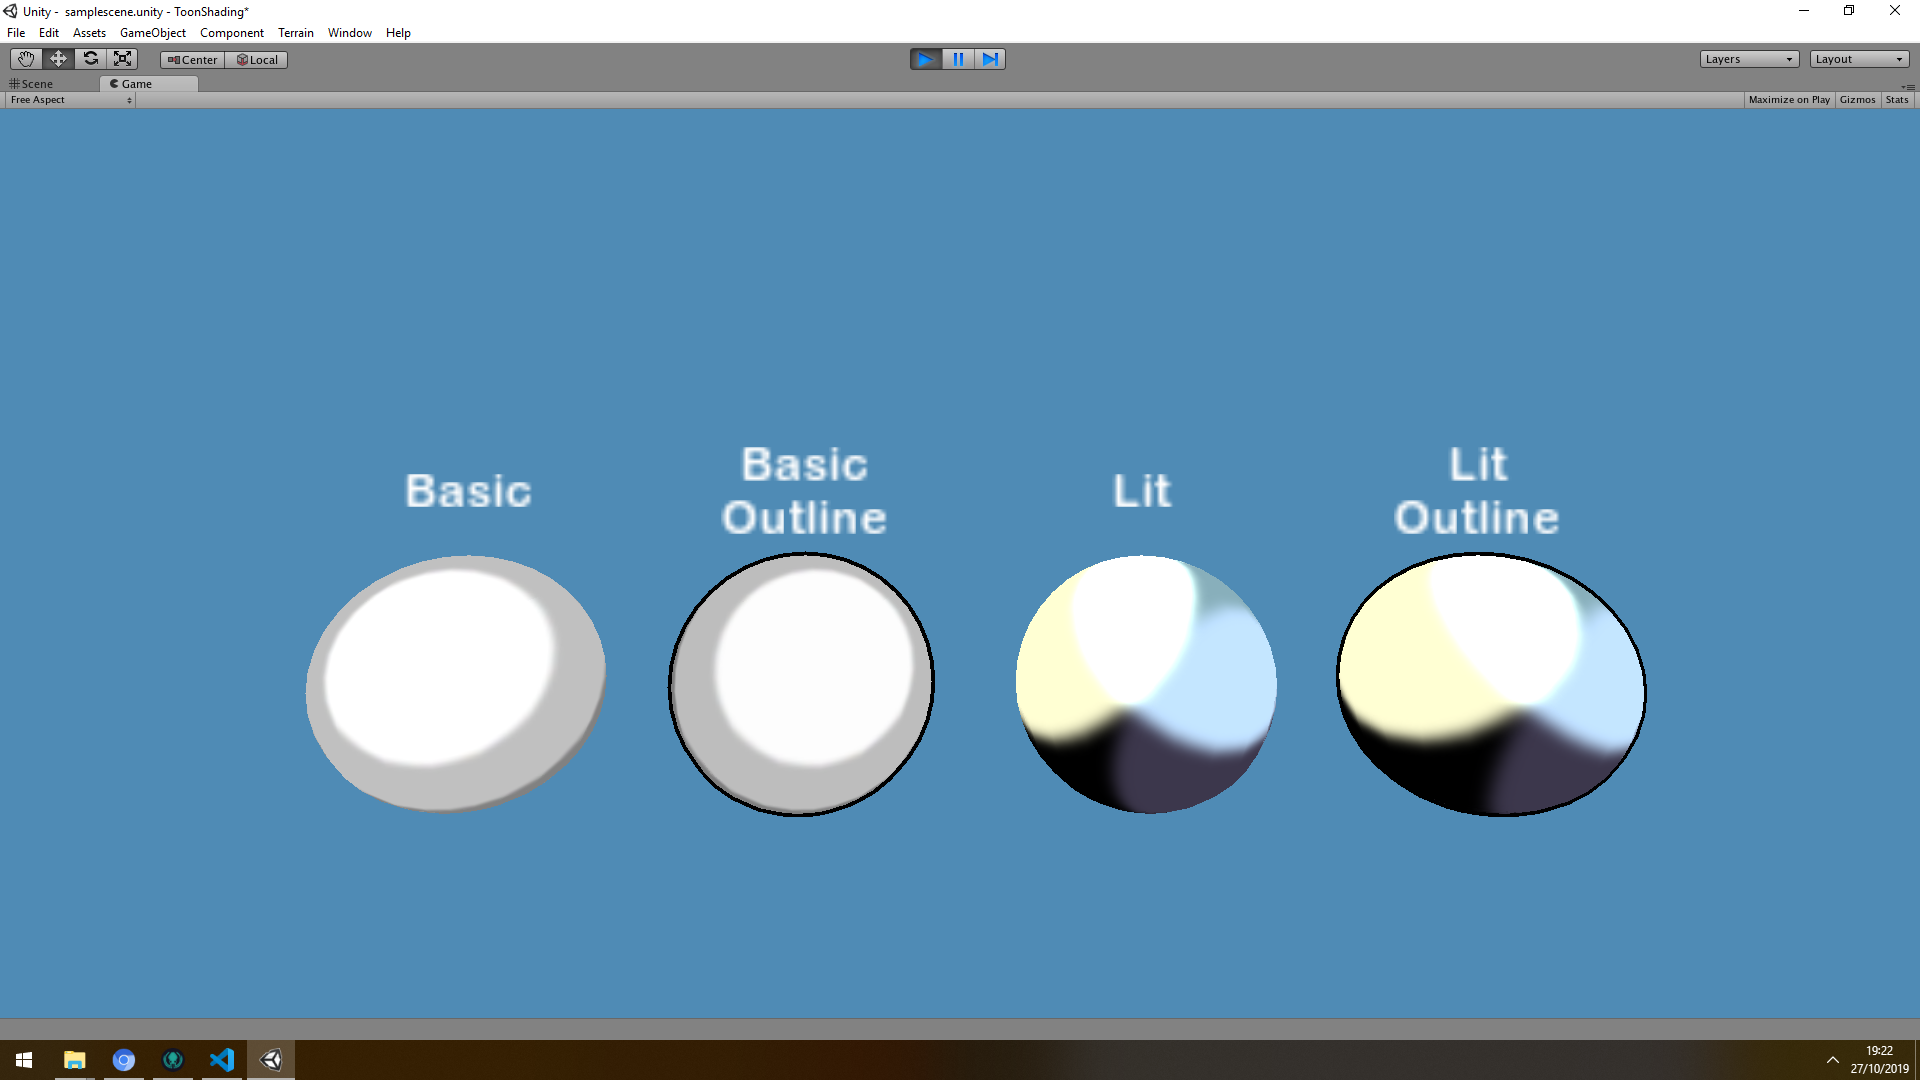 Unity -  samplescene.unity - ToonShading*
File Edit Assets GameObject Component Terrain Window Help
Center Local Layers Layout
Scene Game
Free Aspect Maximize on Play Gizmos Stats
Basic
Basic
Outline
Lit
Lit
Outline
19:22
27/10/2019